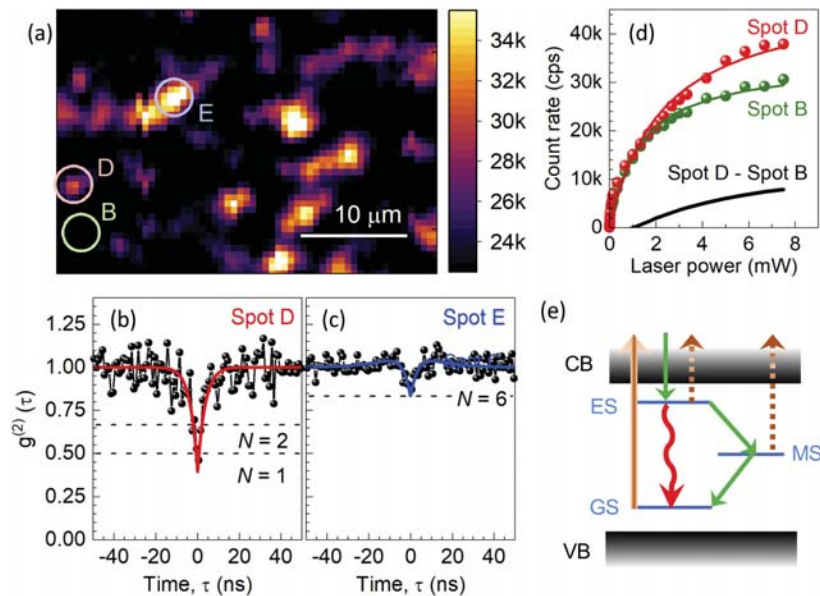 (a)
E
D
B
10 μm
34k
32k
30k
28k
26k
24k
(d)
Spot D
Spot B
Spot D - Spot B
Count rate (cps)
40k
30k
20k
10k
0
0 2 4 6 8
Laser power (mW)
(b)
Spot D
N = 2
N = 1
g(2) (τ)
1.25
1.00
0.75
0.50
0.25
0.00
-40 -20 0 20 40
Time, τ (ns)
(c)
Spot E
N = 6
-40 -20 0 20 40
Time, τ (ns)
(e)
CB
ES
MS
GS
VB